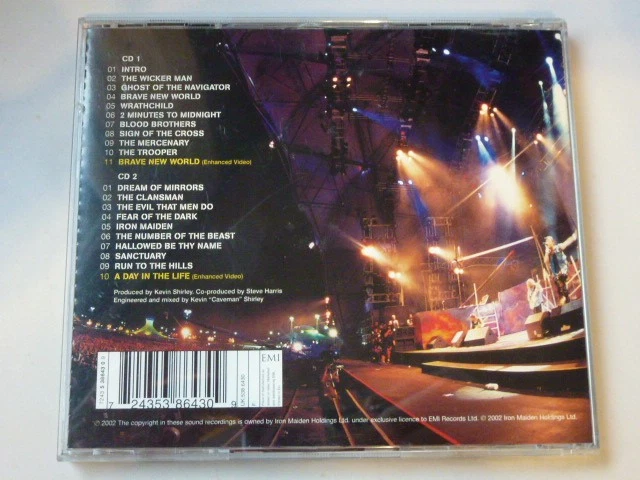 CD 1
01 INTRO
02 THE WICKER MAN
03 GHOST OF THE NAVIGATOR
04 BRAVE NEW WORLD
05 WRATHCHILD
06 2 MINUTES TO MIDNIGHT
07 BLOOD BROTHERS
08 SIGN OF THE CROSS
09 THE MERCENARY
10 THE TROOPER
11 BRAVE NEW WORLD (Enhanced Video)
CD 2
01 DREAM OF MIRRORS
02 THE CLANSMAN
03 THE EVIL THAT MEN DO
04 FEAR OF THE DARK
05 IRON MAIDEN
06 THE NUMBER OF THE BEAST
07 HALLOWED BE THY NAME
08 SANCTUARY
09 RUN TO THE HILLS
10 A DAY IN THE LIFE (Enhanced Video)
Produced by Kevin Shirley. Co-produced by Steve Harris
Engineered and mixed by Kevin "Caveman" Shirley
EMI
7 24353 86430 9
℗ 2002 The copyright in these sound recordings is owned by Iron Maiden Holdings Ltd. under exclusive licence to EMI Records Ltd. © 2002 Iron Maiden Holdings Ltd.